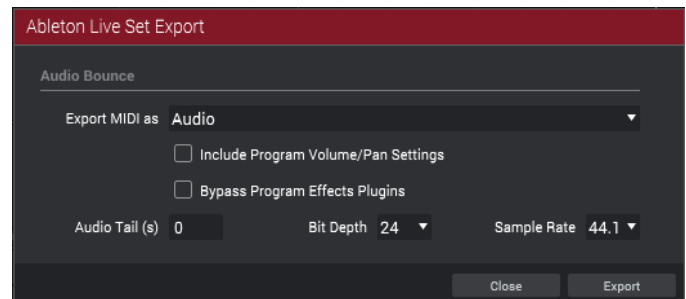 Ableton Live Set Export
Audio Bounce
Export MIDI as Audio
Include Program Volume/Pan Settings
Bypass Program Effects Plugins
Audio Tail (s) 0 Bit Depth 24 Sample Rate 44.1
Close Export